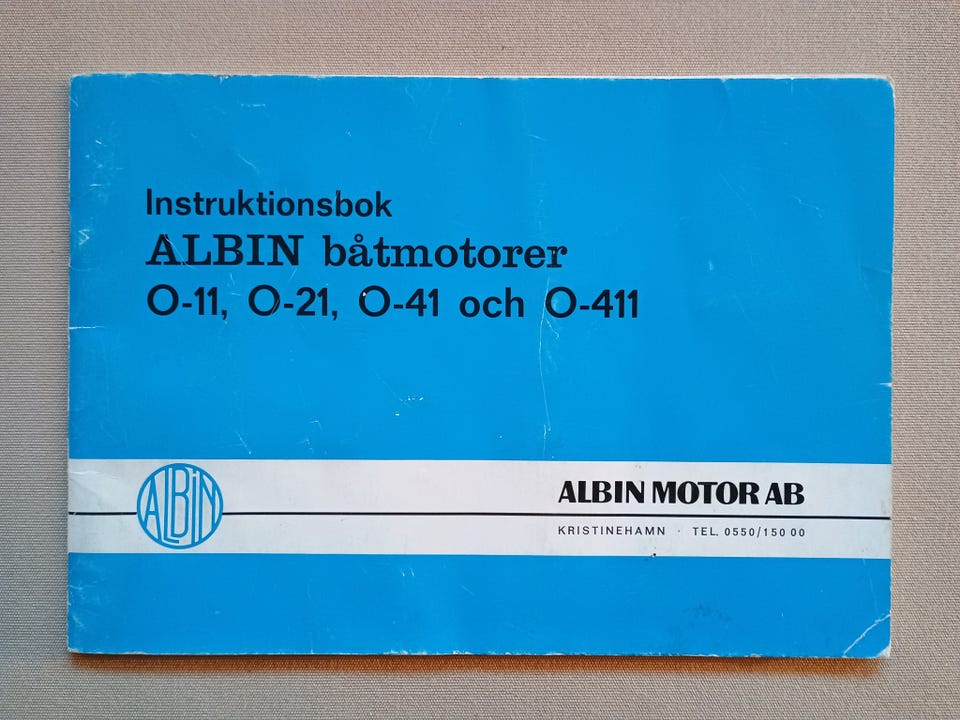 Instruktionsbok
ALBIN båtmotorer
O-11, O-21, O-41 och O-411
ALBIN
ALBIN MOTOR AB
KRISTINEHAMN · TEL. 0550/150 00